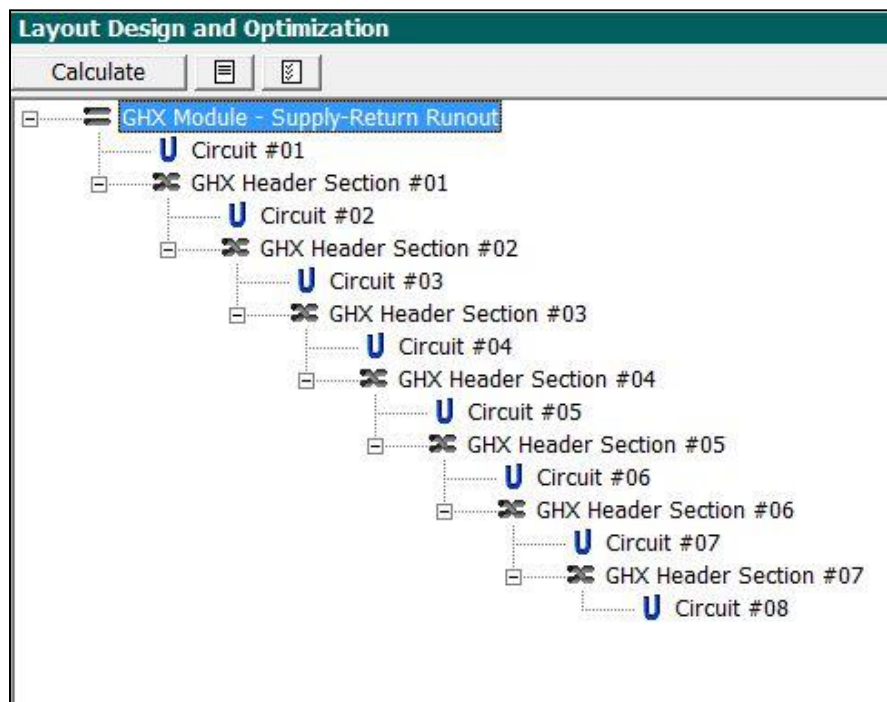 Layout Design and Optimization
Calculate
GHX Module - Supply-Return Runout
Circuit #01
GHX Header Section #01
Circuit #02
GHX Header Section #02
Circuit #03
GHX Header Section #03
Circuit #04
GHX Header Section #04
Circuit #05
GHX Header Section #05
Circuit #06
GHX Header Section #06
Circuit #07
GHX Header Section #07
Circuit #08